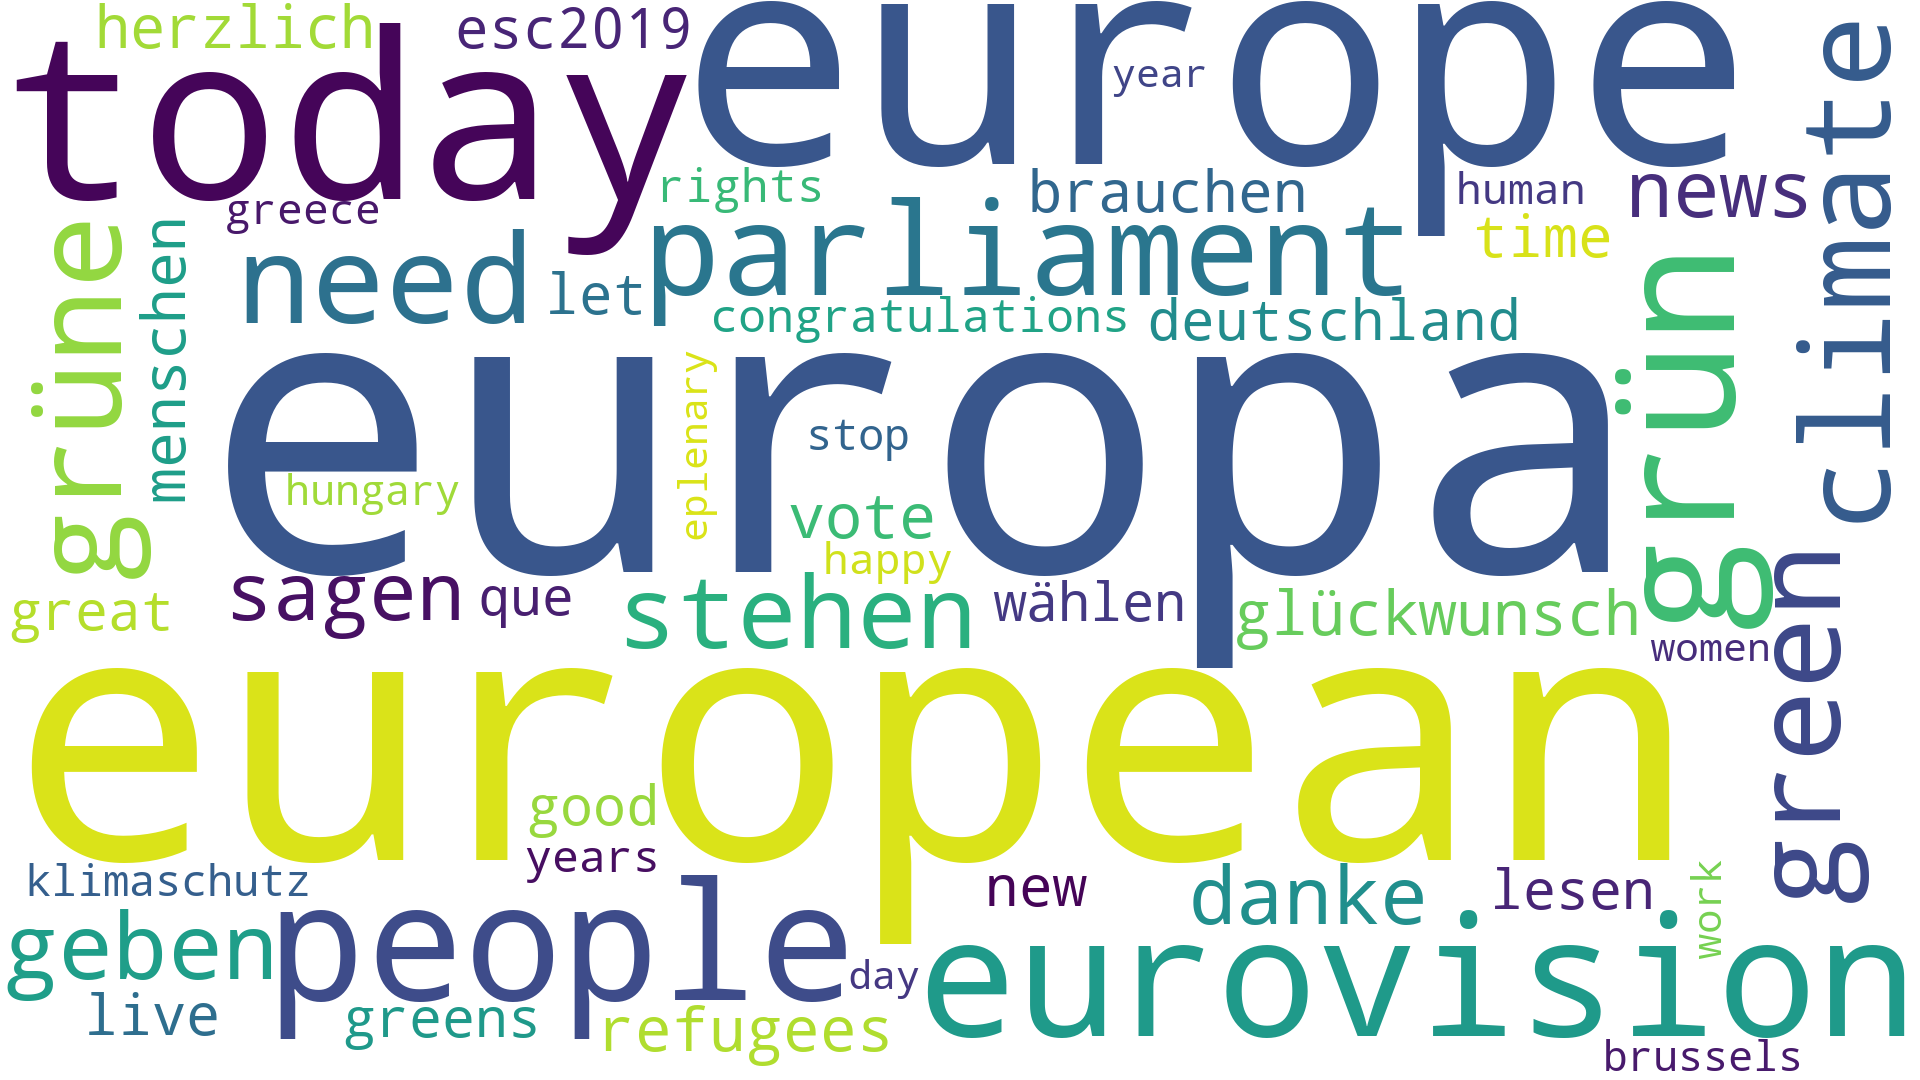 herzlich
esc2019
today
europe
year
climate
greece
rights
brauchen
human
news
time
grüne
menschen
need
let
parliament
congratulations
deutschland
grün
europa
eplenary
stop
hungary
vote
happy
great
sagen
que
stehen
wählen
glückwunsch
women
green
european
good
years
klimaschutz
new
danke
lesen
work
geben
people
day
eurovision
live
greens
refugees
brussels